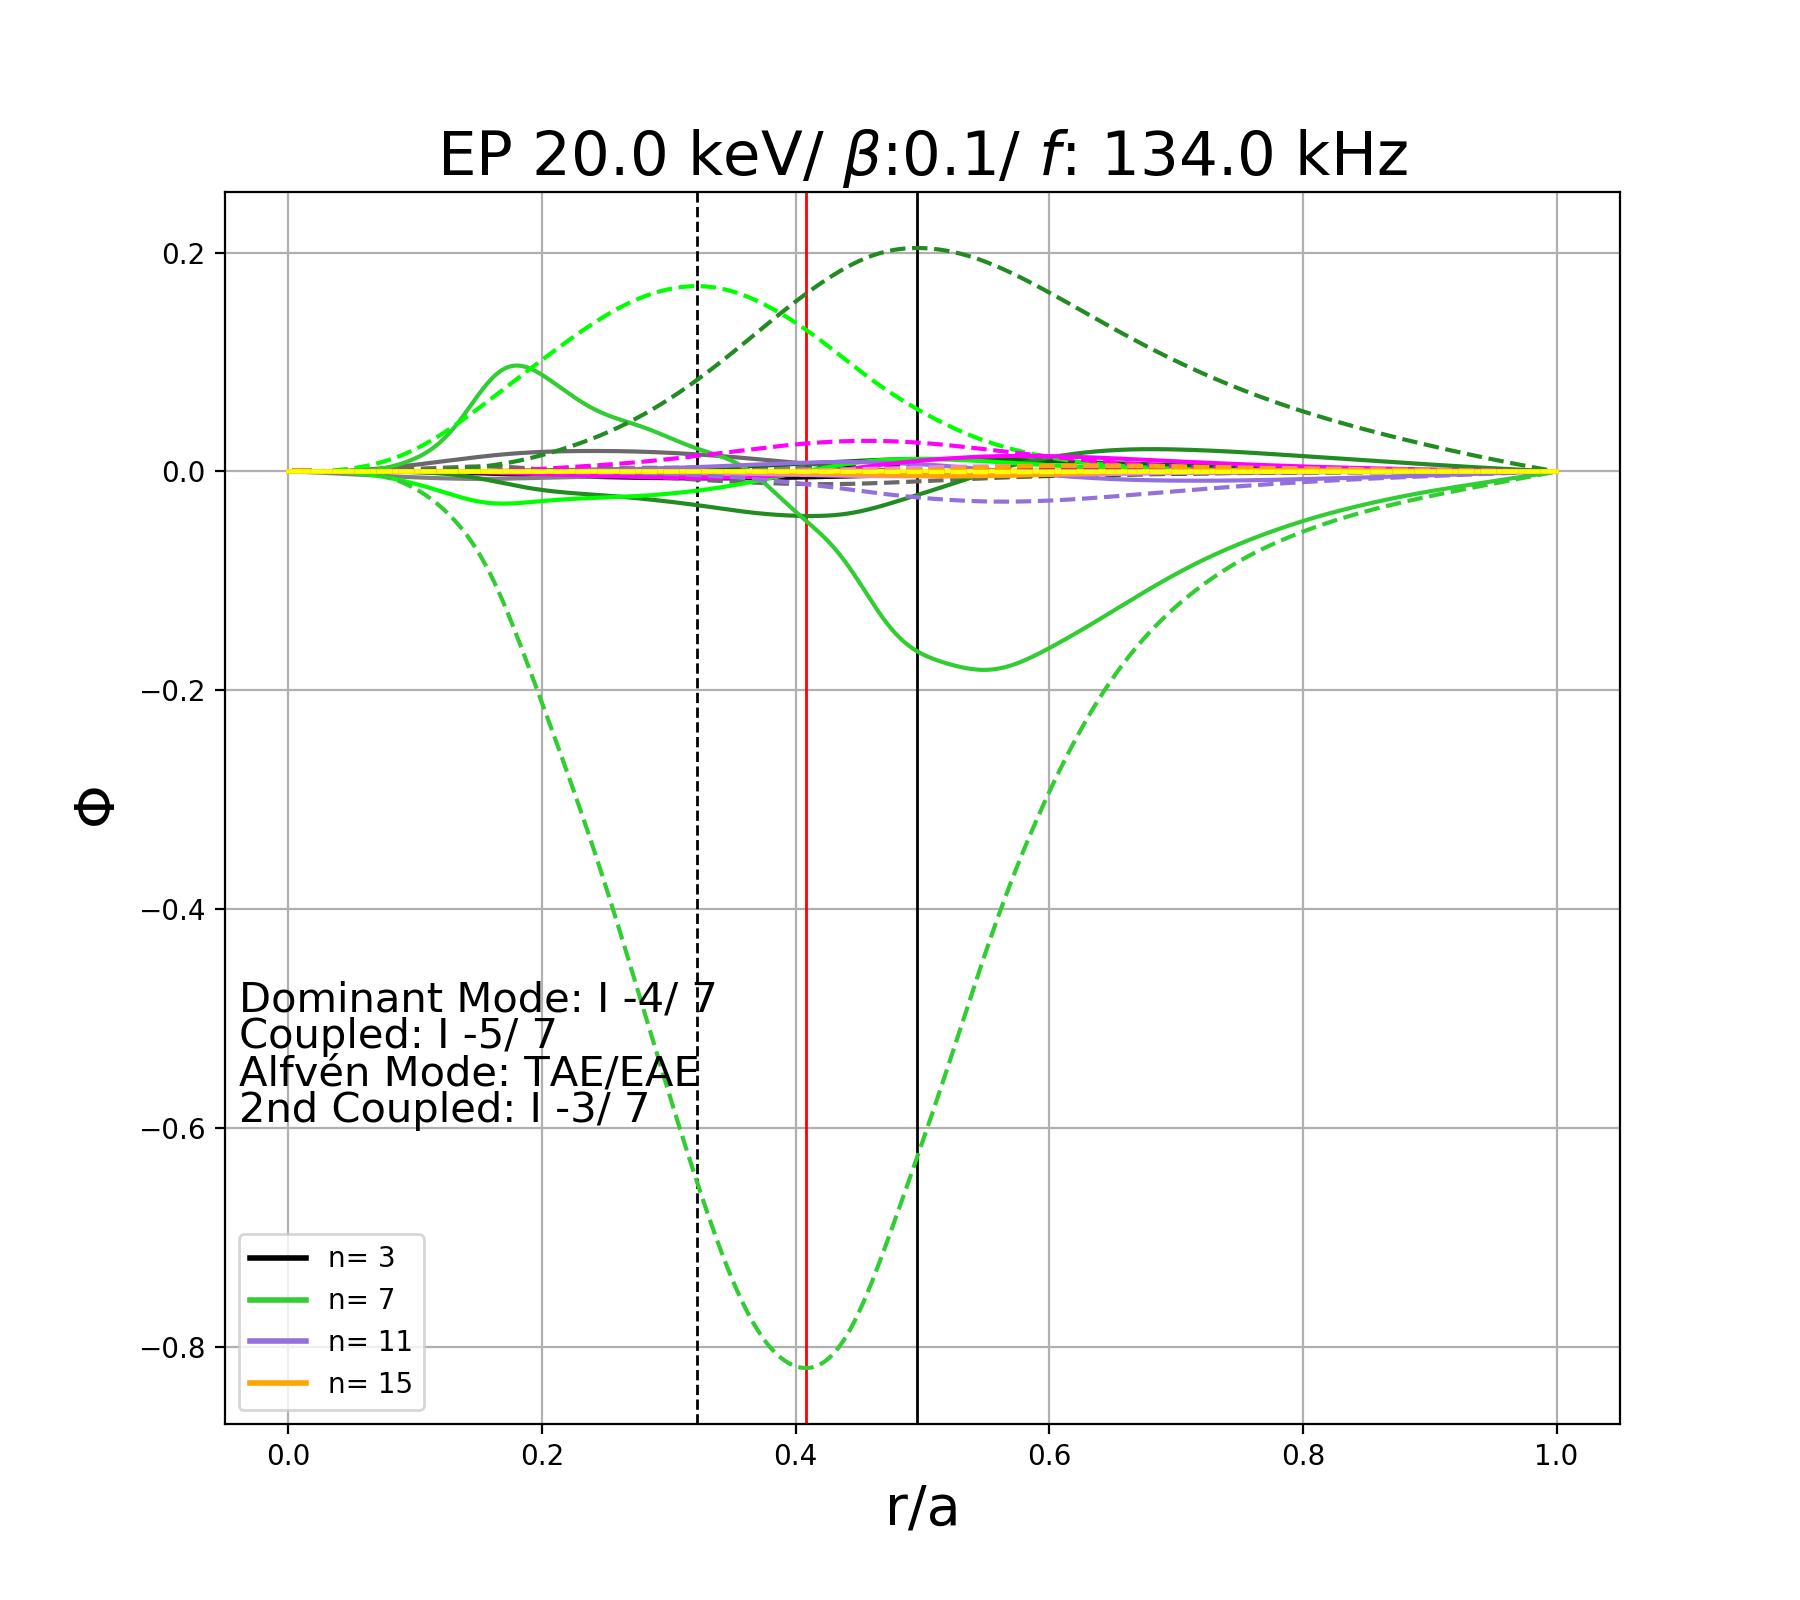 EP 20.0 keV/ β:0.1/ f: 134.0 kHz
0.2
0.0
−0.2
−0.4
−0.6
−0.8
Φ
Dominant Mode: I -4/ 7
Coupled: I -5/ 7
Alfvén Mode: TAE/EAE
2nd Coupled: I -3/ 7
n= 3
n= 7
n= 11
n= 15
0.0 0.2 0.4 0.6 0.8 1.0
r/a